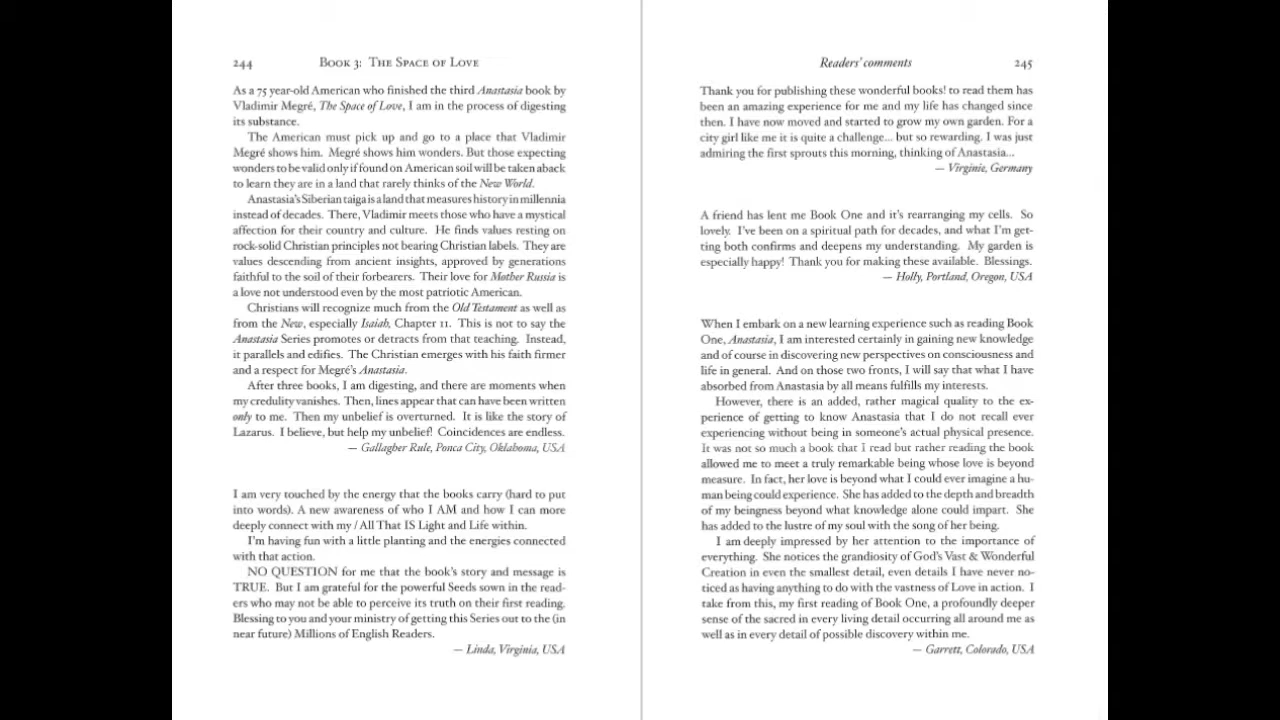 244 Book 3: The Space of Love
As a 75 year-old American who finished the third Anastasia book by
Vladimir Megré, The Space of Love, I am in the process of digesting
its substance.
The American must pick up and go to a place that Vladimir
Megré shows him. Megré shows him wonders. But those expecting
wonders to be valid only if found on American soil will be taken aback
to learn they are in a land that rarely thinks of the New World.
Anastasia's Siberian taiga is a land that measures history in millennia
instead of decades. There, Vladimir meets those who have a mystical
affection for their country and culture. He finds values resting on
rock-solid Christian principles not bearing Christian labels. They are
values descending from ancient insights, approved by generations
faithful to the soil of their forbearers. Their love for Mother Russia is
a love not understood even by the most patriotic American.
Christians will recognize much from the Old Testament as well as
from the New, especially Isaiah, Chapter 11. This is not to say the
Anastasia Series promotes or detracts from that teaching. Instead,
it parallels and edifies. The Christian emerges with his faith firmer
and a respect for Megré's Anastasia.
After three books, I am digesting, and there are moments when
my credulity vanishes. Then, lines appear that can have been written
only to me. Then my unbelief is overturned. It is like the story of
Lazarus. I believe, but help my unbelief! Coincidences are endless.
— Gallagher Rule, Ponca City, Oklahoma, USA
I am very touched by the energy that the books carry (hard to put
into words). A new awareness of who I AM and how I can more
deeply connect with my / All That IS Light and Life within.
I'm having fun with a little planting and the energies connected
with that action.
NO QUESTION for me that the book's story and message is
TRUE. But I am grateful for the powerful Seeds sown in the read-
ers who may not be able to perceive its truth on their first reading.
Blessing to you and your ministry of getting this Series out to the (in
near future) Millions of English Readers.
— Linda, Virginia, USA
Readers' comments 245
Thank you for publishing these wonderful books! to read them has
been an amazing experience for me and my life has changed since
then. I have now moved and started to grow my own garden. For a
city girl like me it is quite a challenge... but so rewarding. I was just
admiring the first sprouts this morning, thinking of Anastasia...
— Virginie, Germany
A friend has lent me Book One and it's rearranging my cells. So
lovely. I've been on a spiritual path for decades, and what I'm get-
ting both confirms and deepens my understanding. My garden is
especially happy! Thank you for making these available. Blessings.
— Holly, Portland, Oregon, USA
When I embark on a new learning experience such as reading Book
One, Anastasia, I am interested certainly in gaining new knowledge
and of course in discovering new perspectives on consciousness and
life in general. And on those two fronts, I will say that what I have
absorbed from Anastasia by all means fulfills my interests.
However, there is an added, rather magical quality to the ex-
perience of getting to know Anastasia that I do not recall ever
experiencing without being in someone's actual physical presence.
It was not so much a book that I read but rather reading the book
allowed me to meet a truly remarkable being whose love is beyond
measure. In fact, her love is beyond what I could ever imagine a hu-
man being could experience. She has added to the depth and breadth
of my beingness beyond what knowledge alone could impart. She
has added to the lustre of my soul with the song of her being.
I am deeply impressed by her attention to the importance of
everything. She notices the grandiosity of God's Vast & Wonderful
Creation in even the smallest detail, even details I have never no-
ticed as having anything to do with the vastness of Love in action. I
take from this, my first reading of Book One, a profoundly deeper
sense of the sacred in every living detail occurring all around me as
well as in every detail of possible discovery within me.
— Garrett, Colorado, USA